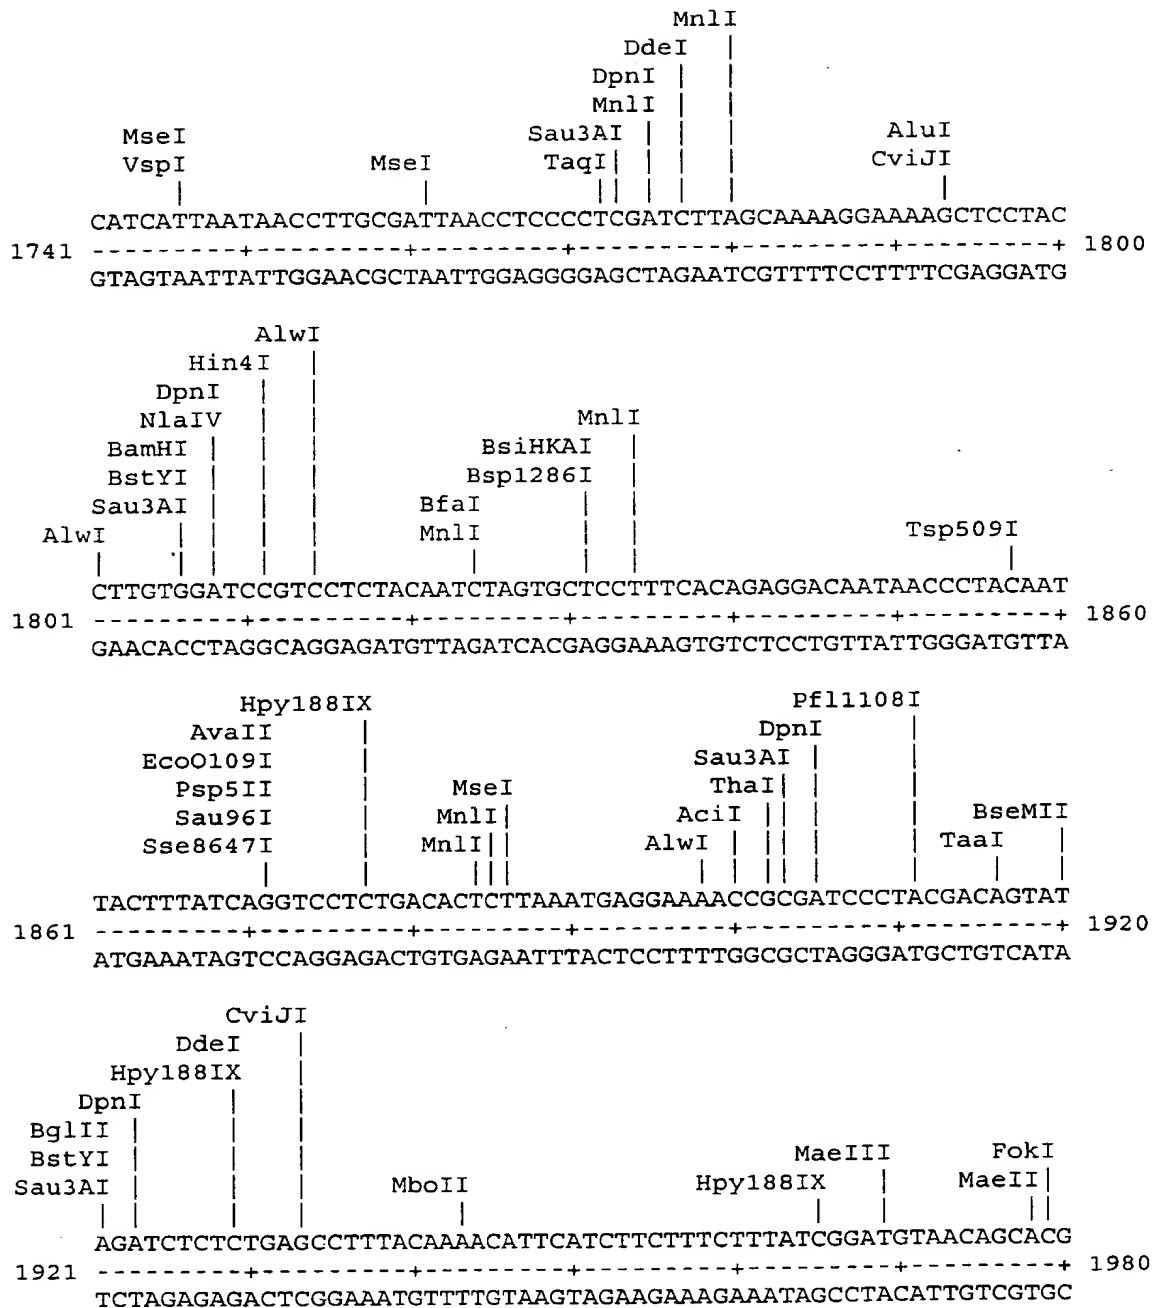 MnlI
DdeI
DpnI
MnlI
MseI Sau3AI AluI
VspI MseI TaqI CviJI
CATCATTAATAACCTTGCGATTAACCTCCCCTCGATCTTAGCAAAAGGAAAAGCTCCTAC
1741 ---------+---------+---------+---------+---------+---------+ 1800
GTAGTAATTATTGGAACGCTAATTGGAGGGGAGCTAGAATCGTTTTCCTTTTCGAGGATG
AlwI
Hin4I
DpnI
NlaIV MnlI
BamHI BsiHKAI
BstYI Bsp1286I
Sau3AI BfaI
AlwI MnlI Tsp509I
CTTGTGGATCCGTCCTCTACAATCTAGTGCTCCTTTCACAGAGGACAATAACCCTACAAT
1801 ---------+---------+---------+---------+---------+---------+ 1860
GAACACCTAGGCAGGAGATGTTAGATCACGAGGAAAGTGTCTCCTGTTATTGGGATGTTA
Hpy188IX Pfl1108I
AvaII DpnI
EcoO109I Sau3AI
Psp5II MseI ThaI
Sau96I MnlI AciI BseMII
Sse8647I MnlI AlwI TaaI
TACTTTATCAGGTCCTCTGACACTCTTAAATGAGGAAAACCGCGATCCCTACGACAGTAT
1861 ---------+---------+---------+---------+---------+---------+ 1920
ATGAAATAGTCCAGGAGACTGTGAGAATTTACTCCTTTTGGCGCTAGGGATGCTGTCATA
CviJI
DdeI
Hpy188IX
DpnI
BglII
BstYI MaeIII FokI
Sau3AI MboII Hpy188IX MaeII
AGATCTCTCTGAGCCTTTACAAAACATTCATCTTCTTTCTTTATCGGATGTAACAGCACG
1921 ---------+---------+---------+---------+---------+---------+ 1980
TCTAGAGAGACTCGGAAATGTTTTGTAAGTAGAAGAAAGAAATAGCCTACATTGTCGTGC